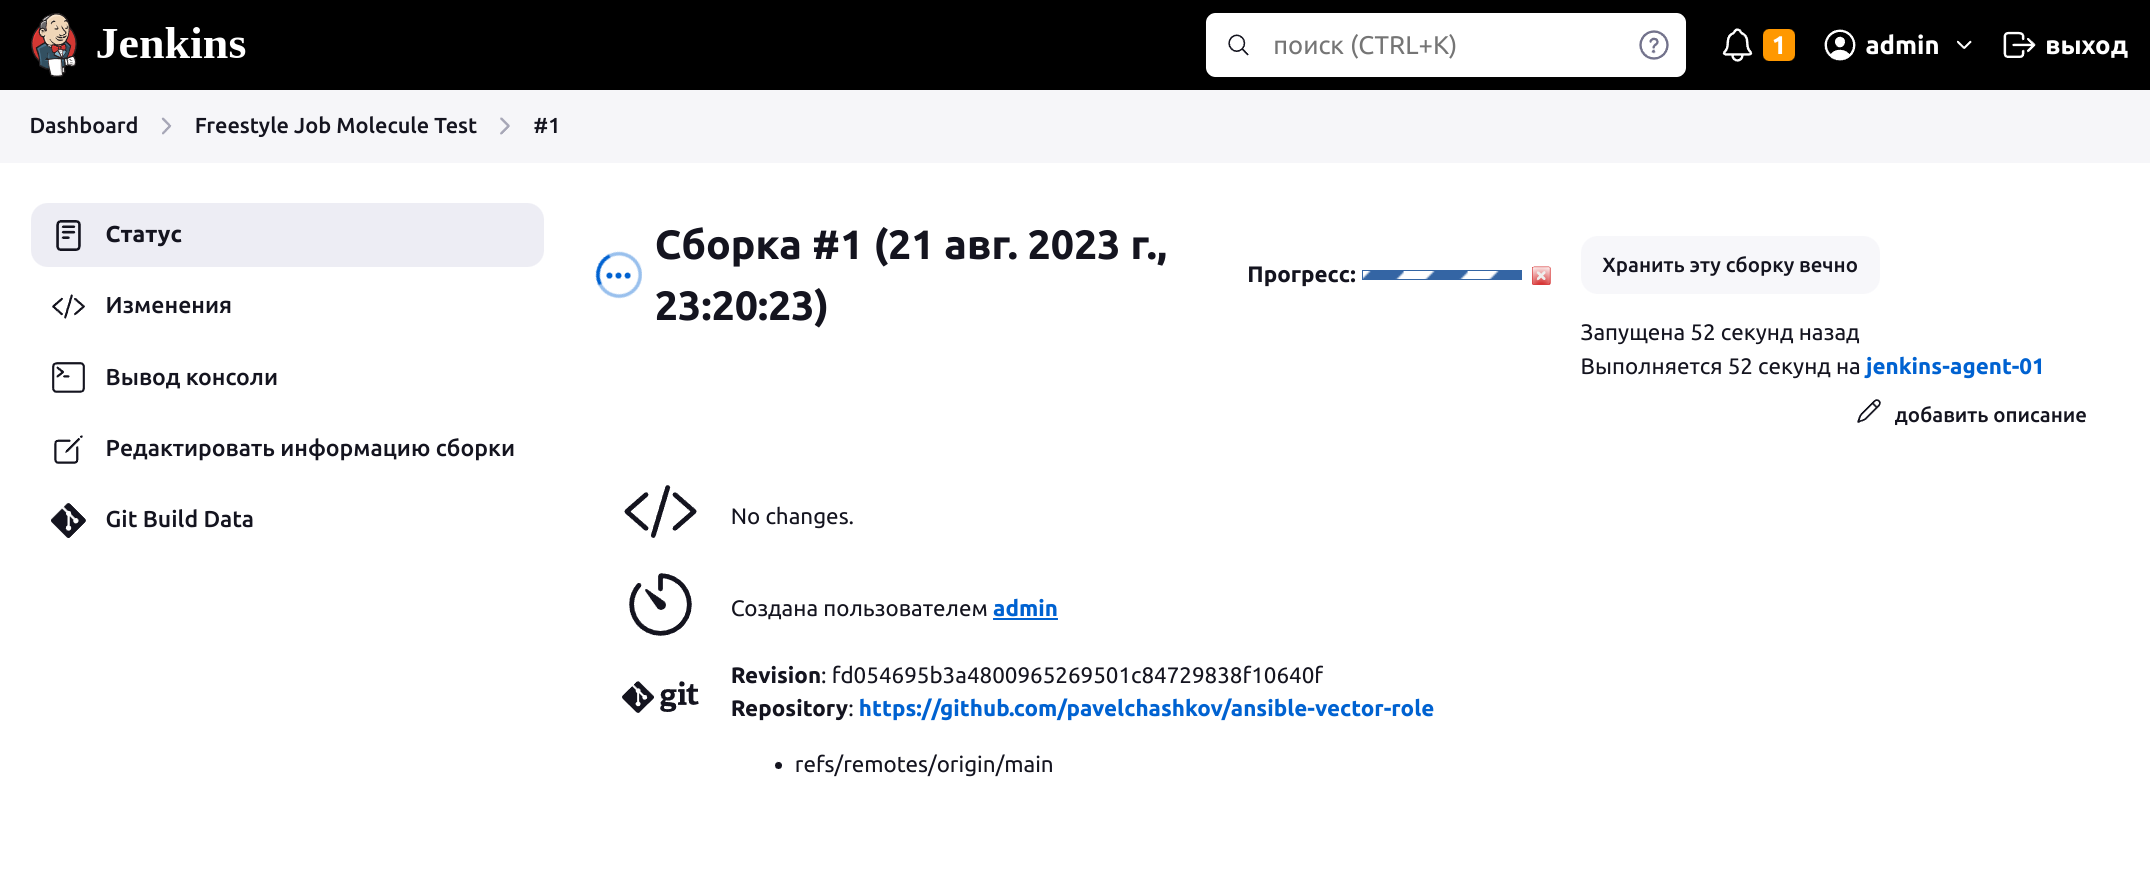 Jenkins
поиск (CTRL+K)
?
1
admin
выход
Dashboard
Freestyle Job Molecule Test
#1
Статус
Изменения
Вывод консоли
Редактировать информацию сборки
Git Build Data
Сборка #1 (21 авг. 2023 г.,
23:20:23)
Прогресс:
Хранить эту сборку вечно
Запущена 52 секунд назад
Выполняется 52 секунд на jenkins-agent-01
добавить описание
No changes.
Создана пользователем admin
git
Revision: fd054695b3a4800965269501c84729838f10640f
Repository: https://github.com/pavelchashkov/ansible-vector-role
• refs/remotes/origin/main